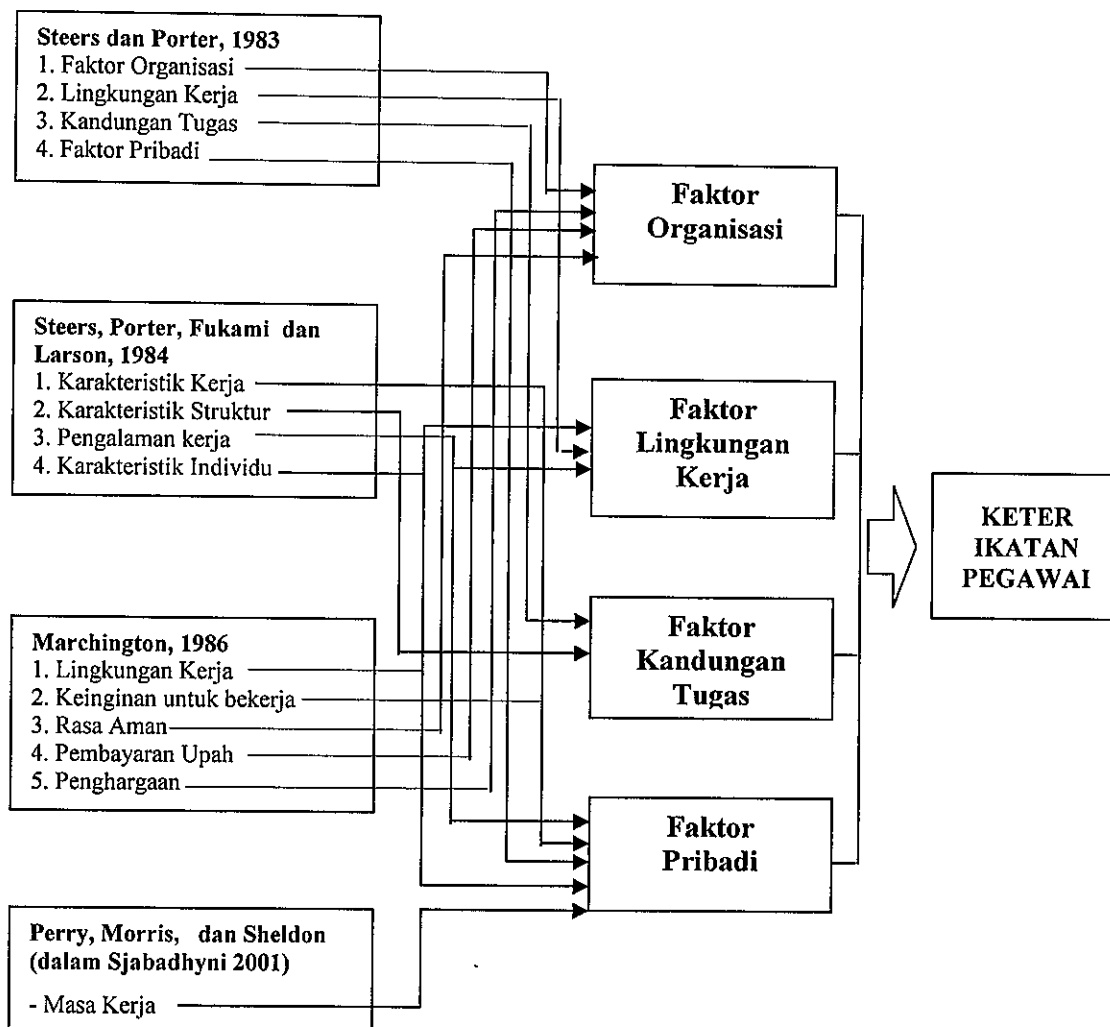 Steers dan Porter, 1983
1. Faktor Organisasi
2. Lingkungan Kerja
3. Kandungan Tugas
4. Faktor Pribadi
Steers, Porter, Fukami dan
Larson, 1984
1. Karakteristik Kerja
2. Karakteristik Struktur
3. Pengalaman kerja
4. Karakteristik Individu
Marchington, 1986
1. Lingkungan Kerja
2. Keinginan untuk bekerja
3. Rasa Aman
4. Pembayaran Upah
5. Penghargaan
Perry, Morris, dan Sheldon
(dalam Sjabadhyni 2001)
- Masa Kerja
Faktor
Organisasi
Faktor
Lingkungan
Kerja
Faktor
Kandungan
Tugas
Faktor
Pribadi
KETER
IKATAN
PEGAWAI